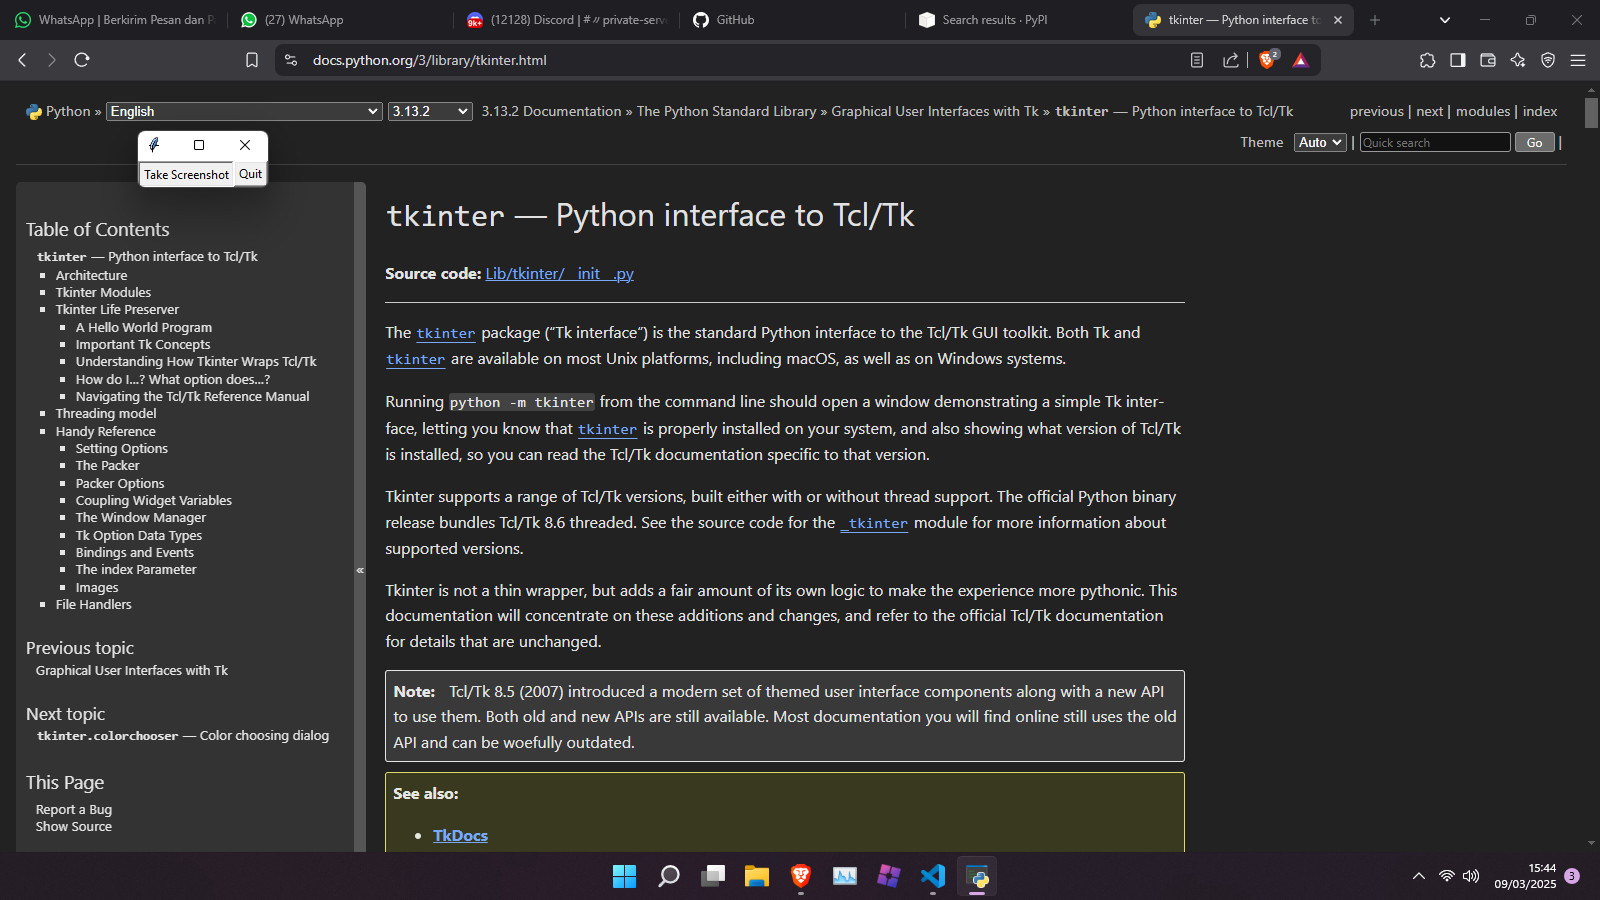 WhatsApp | Berkirim Pesan dan P
(27) WhatsApp
9k+
(12128) Discord | # 〃private-serv
GitHub
Search results · PyPI
tkinter — Python interface to
docs.python.org/3/library/tkinter.html
2
Python » English 3.13.2 3.13.2 Documentation » The Python Standard Library » Graphical User Interfaces with Tk » tkinter — Python interface to Tcl/Tk
previous | next | modules | index
Theme Auto | Quick search Go |
Take Screenshot Quit
Table of Contents
tkinter — Python interface to Tcl/Tk
Architecture
Tkinter Modules
Tkinter Life Preserver
A Hello World Program
Important Tk Concepts
Understanding How Tkinter Wraps Tcl/Tk
How do I…? What option does…?
Navigating the Tcl/Tk Reference Manual
Threading model
Handy Reference
Setting Options
The Packer
Packer Options
Coupling Widget Variables
The Window Manager
Tk Option Data Types
Bindings and Events
The index Parameter
Images
File Handlers
Previous topic
Graphical User Interfaces with Tk
Next topic
tkinter.colorchooser — Color choosing dialog
This Page
Report a Bug
Show Source
«
tkinter — Python interface to Tcl/Tk
Source code: Lib/tkinter/__init__.py
The tkinter package (“Tk interface”) is the standard Python interface to the Tcl/Tk GUI toolkit. Both Tk and
tkinter are available on most Unix platforms, including macOS, as well as on Windows systems.
Running python -m tkinter from the command line should open a window demonstrating a simple Tk inter-
face, letting you know that tkinter is properly installed on your system, and also showing what version of Tcl/Tk
is installed, so you can read the Tcl/Tk documentation specific to that version.
Tkinter supports a range of Tcl/Tk versions, built either with or without thread support. The official Python binary
release bundles Tcl/Tk 8.6 threaded. See the source code for the _tkinter module for more information about
supported versions.
Tkinter is not a thin wrapper, but adds a fair amount of its own logic to make the experience more pythonic. This
documentation will concentrate on these additions and changes, and refer to the official Tcl/Tk documentation
for details that are unchanged.
Note: Tcl/Tk 8.5 (2007) introduced a modern set of themed user interface components along with a new API
to use them. Both old and new APIs are still available. Most documentation you will find online still uses the old
API and can be woefully outdated.
See also:
• TkDocs
15:44
09/03/2025
3